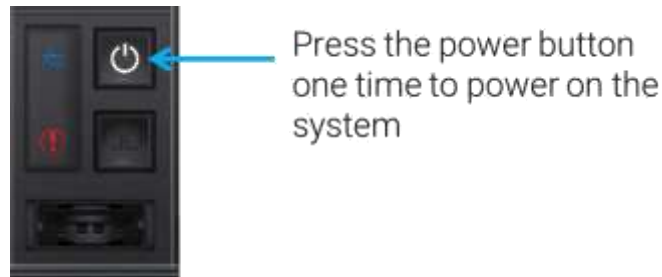 Press the power button
one time to power on the
system